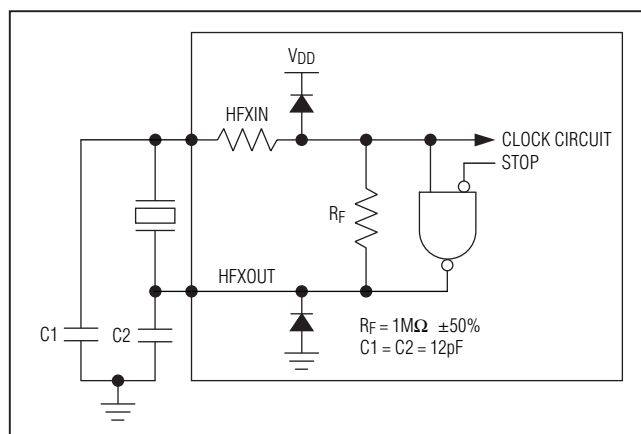 VDD
HFXIN
CLOCK CIRCUIT
STOP
RF
HFXOUT
C1
C2
RF = 1MΩ ±50%
C1 = C2 = 12pF